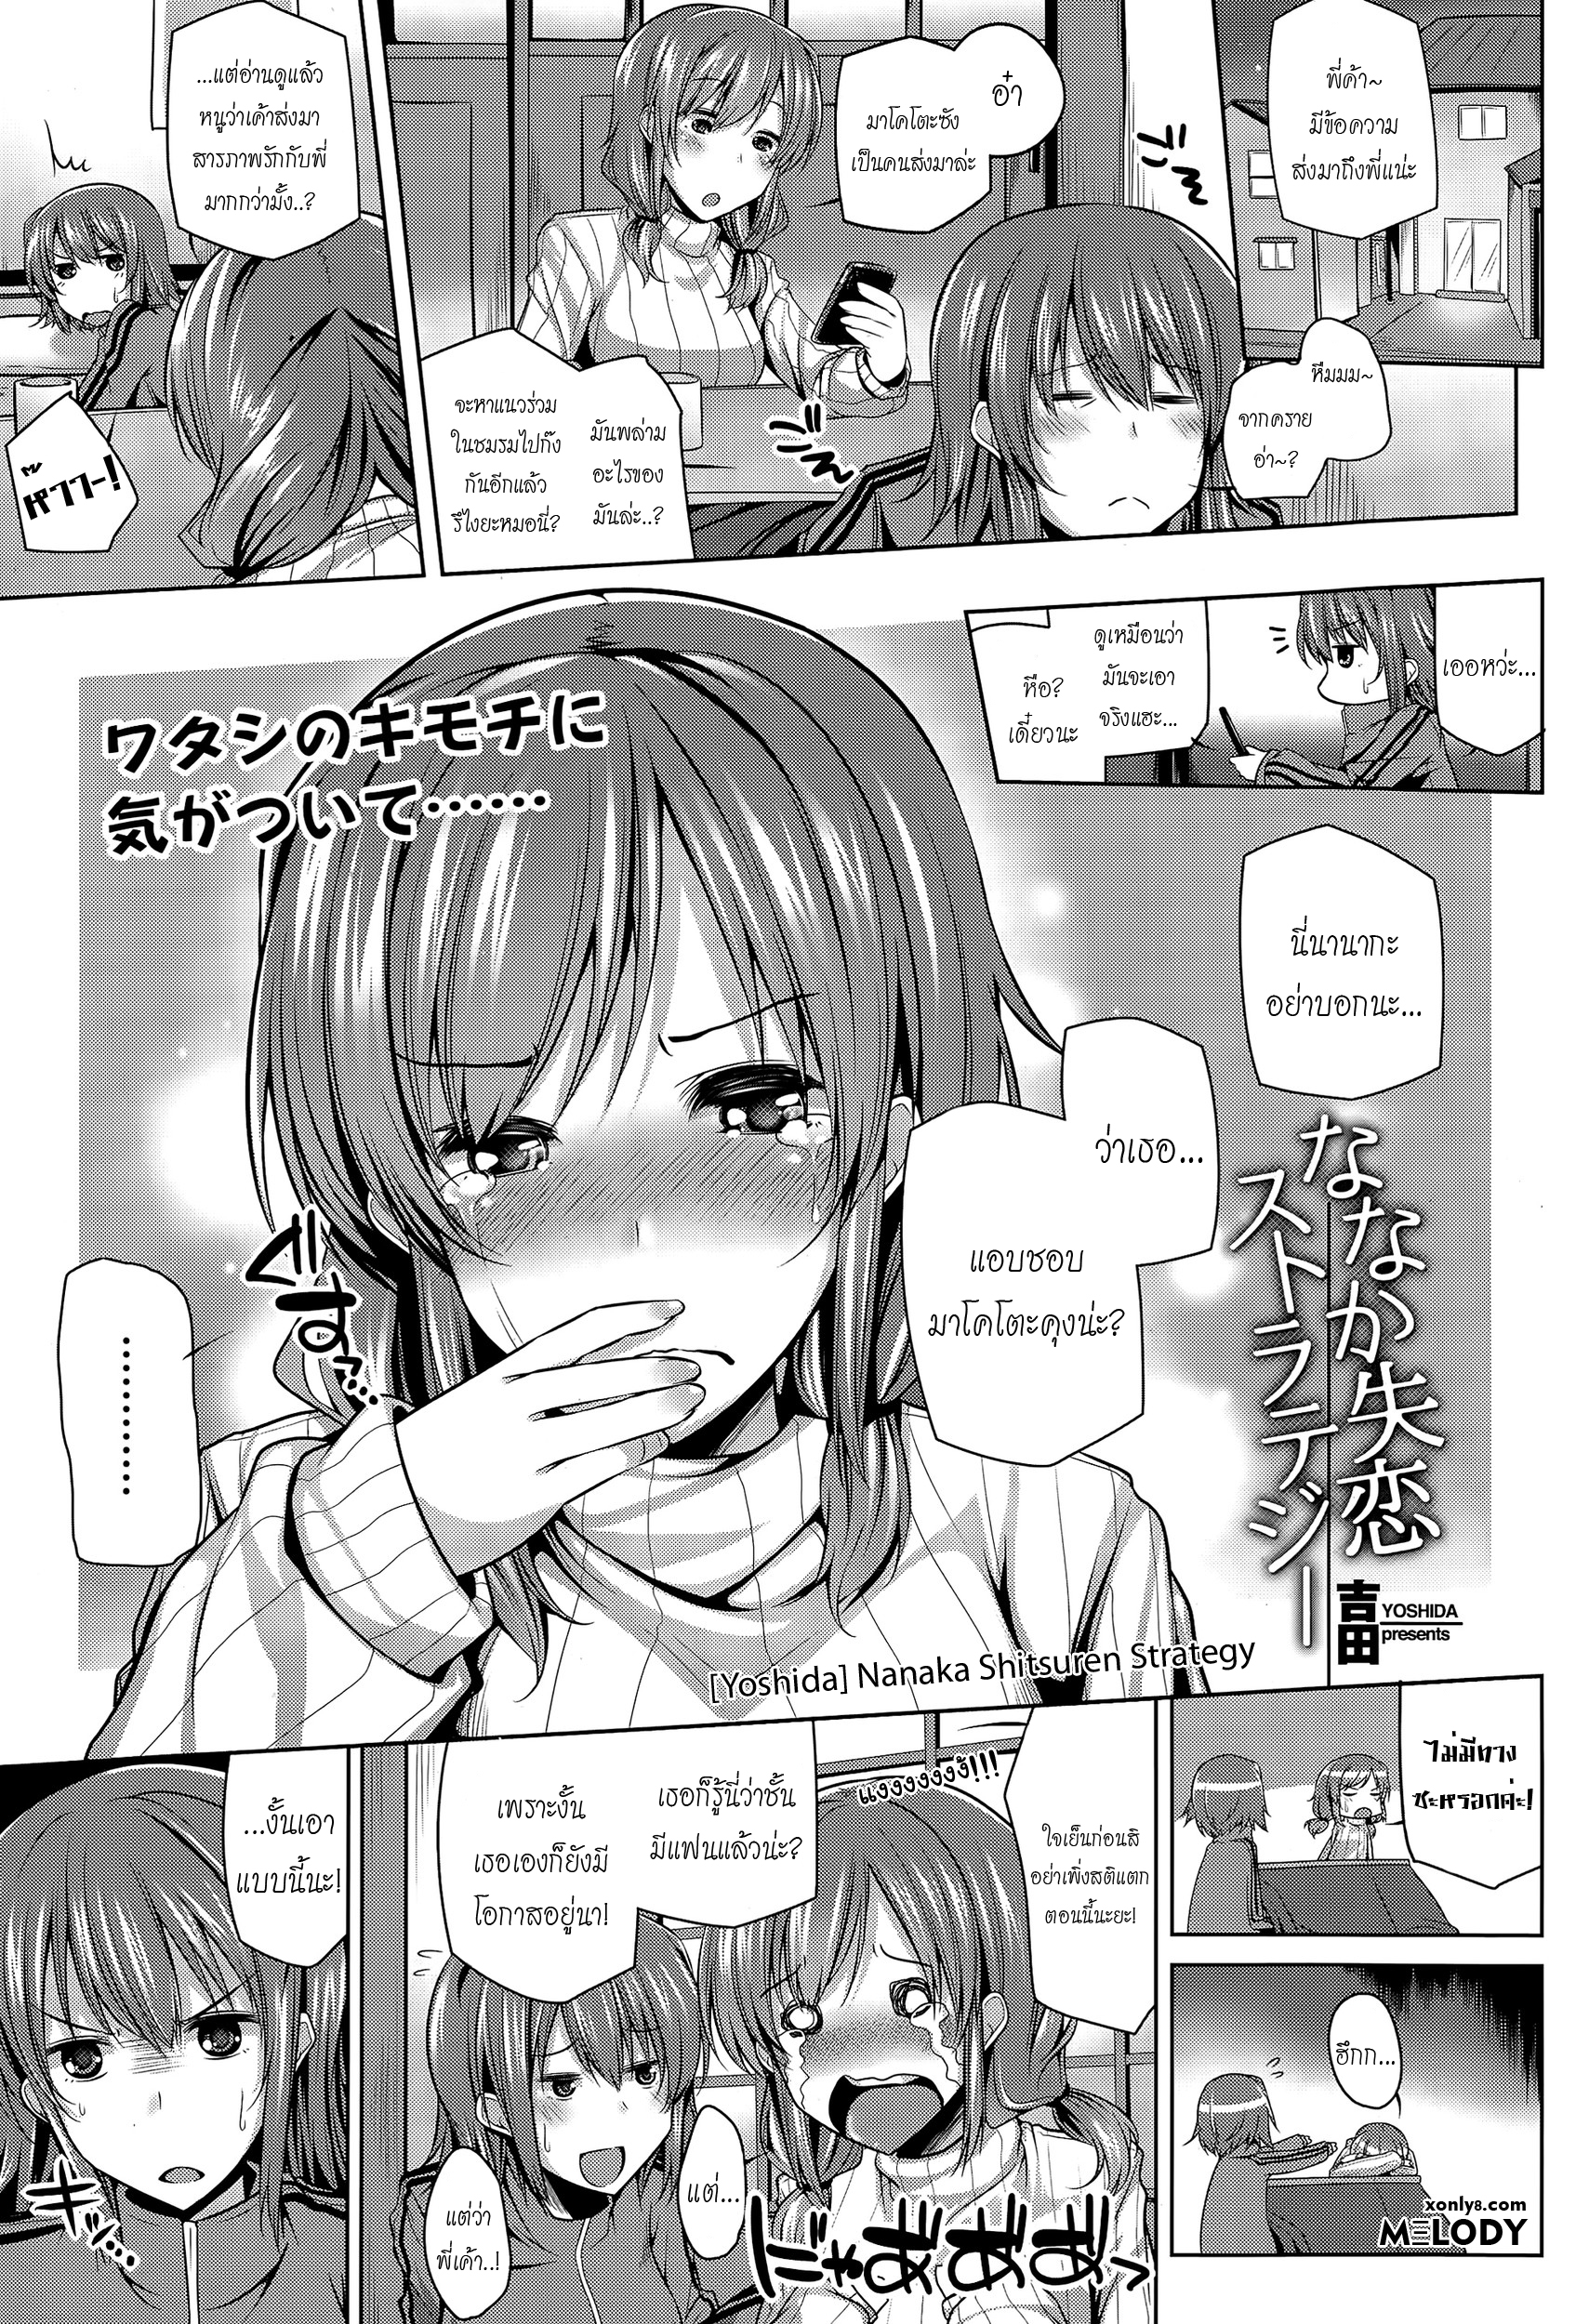 พี่ค้า~
มีข้อความ
ส่งมาถึงพี่แน่ะ
หืมมม~
จากคราย
อ่า~?
อ๋ำ
มาโคโตะซัง
เป็นคนส่งมาล่ะ
มันพล่าม
อะไรของ
มันล่ะ..?
จะหาแนวร่วม
ในชมรมไปก๊ง
กันอีกแล้ว
รึไงยะหมอนี่?
...แต่อ่านดูแล้ว
หนูว่าเค้าส่งมา
สารภาพรักกับพี่
มากกว่ามั้ง..?
ห๊าาา-!
เออหว่ะ...
ดูเหมือนว่า
มันจะเอา
จริงแฮะ...
หือ?
เดี๋ยวนะ
ワタシのキモチに
気がついて……
นี่นานากะ
อย่าบอกนะ...
ว่าเธอ...
แอบชอบ
มาโคโตะคุงน่ะ?
ぐすっ…
………
ななか失恋
ストラテジー
吉田
YOSHIDA
presents
[Yoshida] Nanaka Shitsuren Strategy
ไม่มีทาง
ซะหรอกค่ะ!
ฮึกก...
ใจเย็นก่อนสิ
อย่าเพิ่งสติแตก
ตอนนี้นะยะ!
แงงงงงงงง้!!!
เธอก็รู้นี่ว่าชั้น
มีแฟนแล้วน่ะ?
เพราะงั้น
เธอเองก็ยังมี
โอกาสอยู่นา!
แต่...
แต่ว่า
พี่เค้า..!
びゃあああっ
...งั้นเอา
แบบนี้นะ!
キッ…
xonly8.com
MELODY